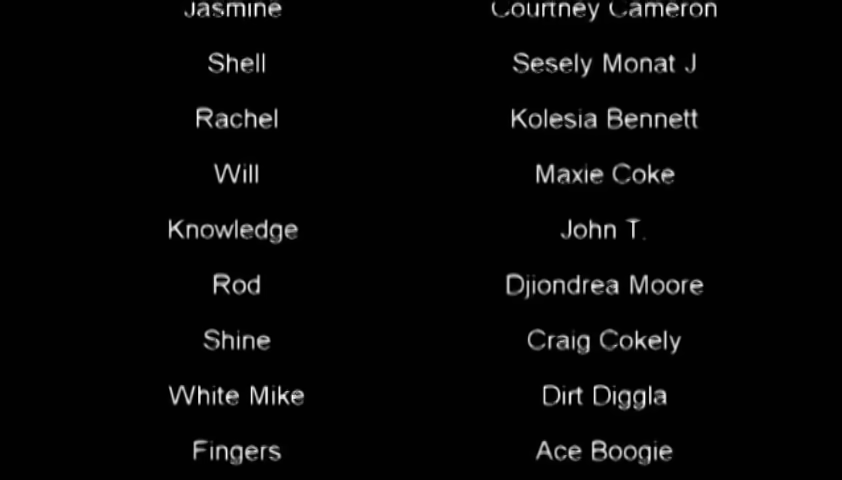 Jasmine Courtney Cameron
Shell Sesely Monat J
Rachel Kolesia Bennett
Will Maxie Coke
Knowledge John T.
Rod Djiondrea Moore
Shine Craig Cokely
White Mike Dirt Diggla
Fingers Ace Boogie